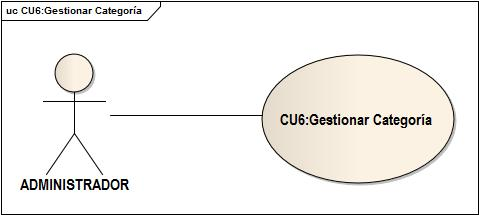 uc CU6:Gestionar Categoría
CU6:Gestionar Categoría
ADMINISTRADOR